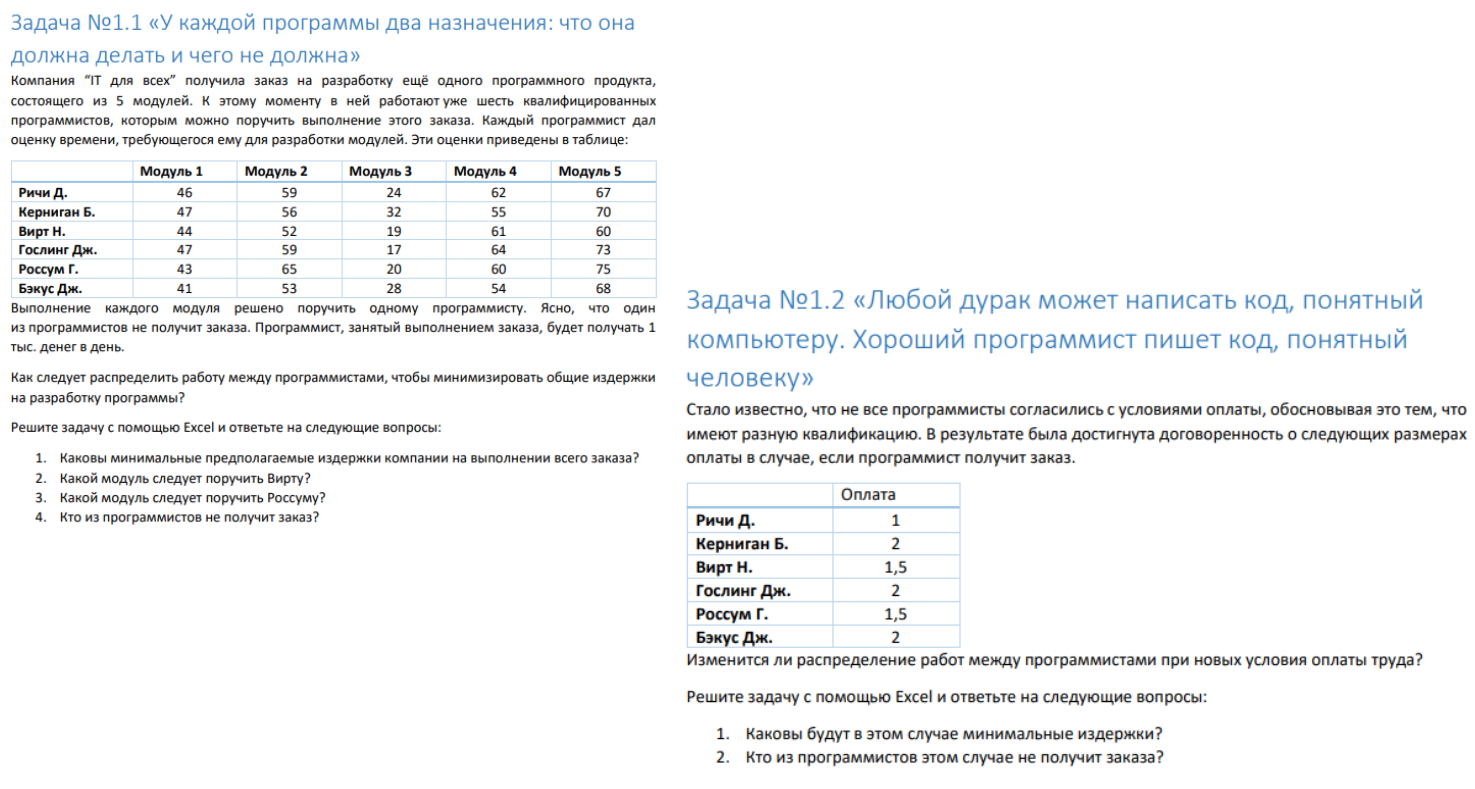 Задача №1.1 «У каждой программы два назначения: что она
должна делать и чего не должна»
Компания “IT для всех” получила заказ на разработку ещё одного программного продукта,
состоящего из 5 модулей. К этому моменту в ней работают уже шесть квалифицированных
программистов, которым можно поручить выполнение этого заказа. Каждый программист дал
оценку времени, требующегося ему для разработки модулей. Эти оценки приведены в таблице:
Модуль 1 Модуль 2 Модуль 3 Модуль 4 Модуль 5
Ричи Д. 46 59 24 62 67
Керниган Б. 47 56 32 55 70
Вирт Н. 44 52 19 61 60
Гослинг Дж. 47 59 17 64 73
Россум Г. 43 65 20 60 75
Бэкус Дж. 41 53 28 54 68
Выполнение каждого модуля решено поручить одному программисту. Ясно, что один
из программистов не получит заказа. Программист, занятый выполнением заказа, будет получать 1
тыс. денег в день.
Как следует распределить работу между программистами, чтобы минимизировать общие издержки
на разработку программы?
Решите задачу с помощью Excel и ответьте на следующие вопросы:
1. Каковы минимальные предполагаемые издержки компании на выполнении всего заказа?
2. Какой модуль следует поручить Вирту?
3. Какой модуль следует поручить Россуму?
4. Кто из программистов не получит заказ?
Задача №1.2 «Любой дурак может написать код, понятный
компьютеру. Хороший программист пишет код, понятный
человеку»
Стало известно, что не все программисты согласились с условиями оплаты, обосновывая это тем, что
имеют разную квалификацию. В результате была достигнута договоренность о следующих размерах
оплаты в случае, если программист получит заказ.
Оплата
Ричи Д. 1
Керниган Б. 2
Вирт Н. 1,5
Гослинг Дж. 2
Россум Г. 1,5
Бэкус Дж. 2
Изменится ли распределение работ между программистами при новых условия оплаты труда?
Решите задачу с помощью Excel и ответьте на следующие вопросы:
1. Каковы будут в этом случае минимальные издержки?
2. Кто из программистов этом случае не получит заказа?